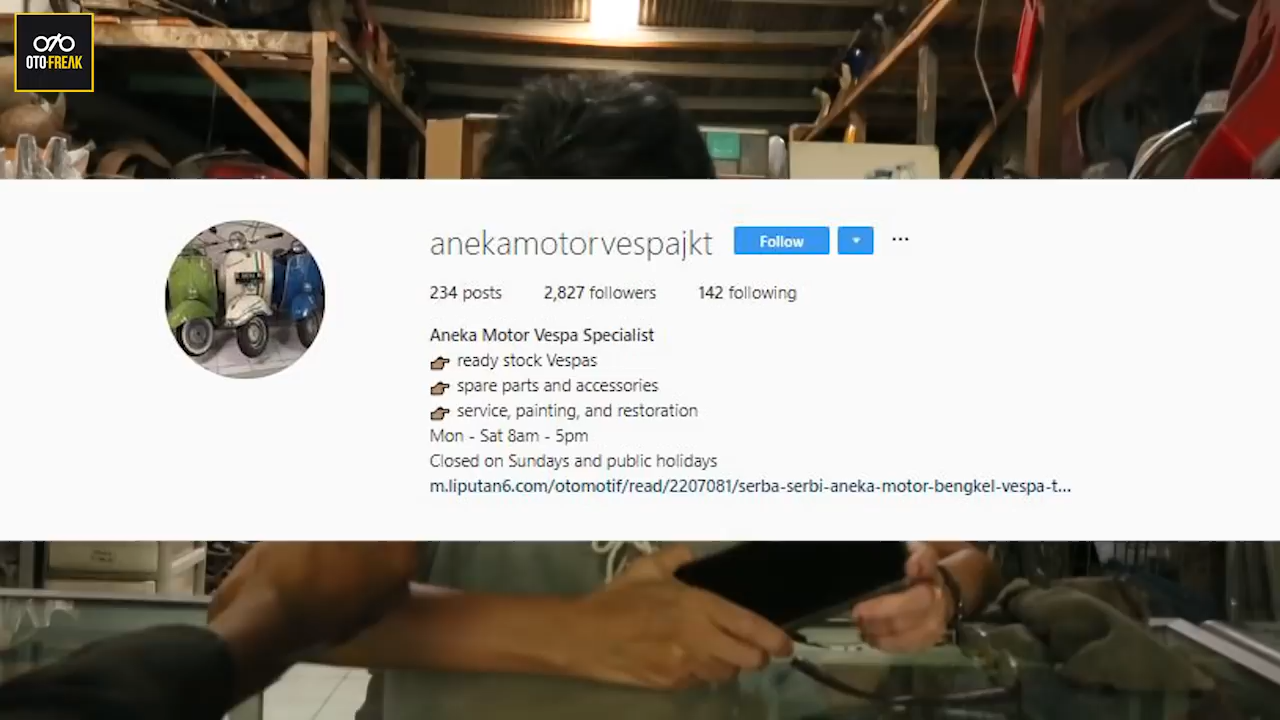 OTO-FREAK
anekamotorvespajkt Follow
234 posts 2,827 followers 142 following
Aneka Motor Vespa Specialist
👉🏽 ready stock Vespas
👉🏽 spare parts and accessories
👉🏽 service, painting, and restoration
Mon - Sat 8am - 5pm
Closed on Sundays and public holidays
m.liputan6.com/otomotif/read/2207081/serba-serbi-aneka-motor-bengkel-vespa-t...